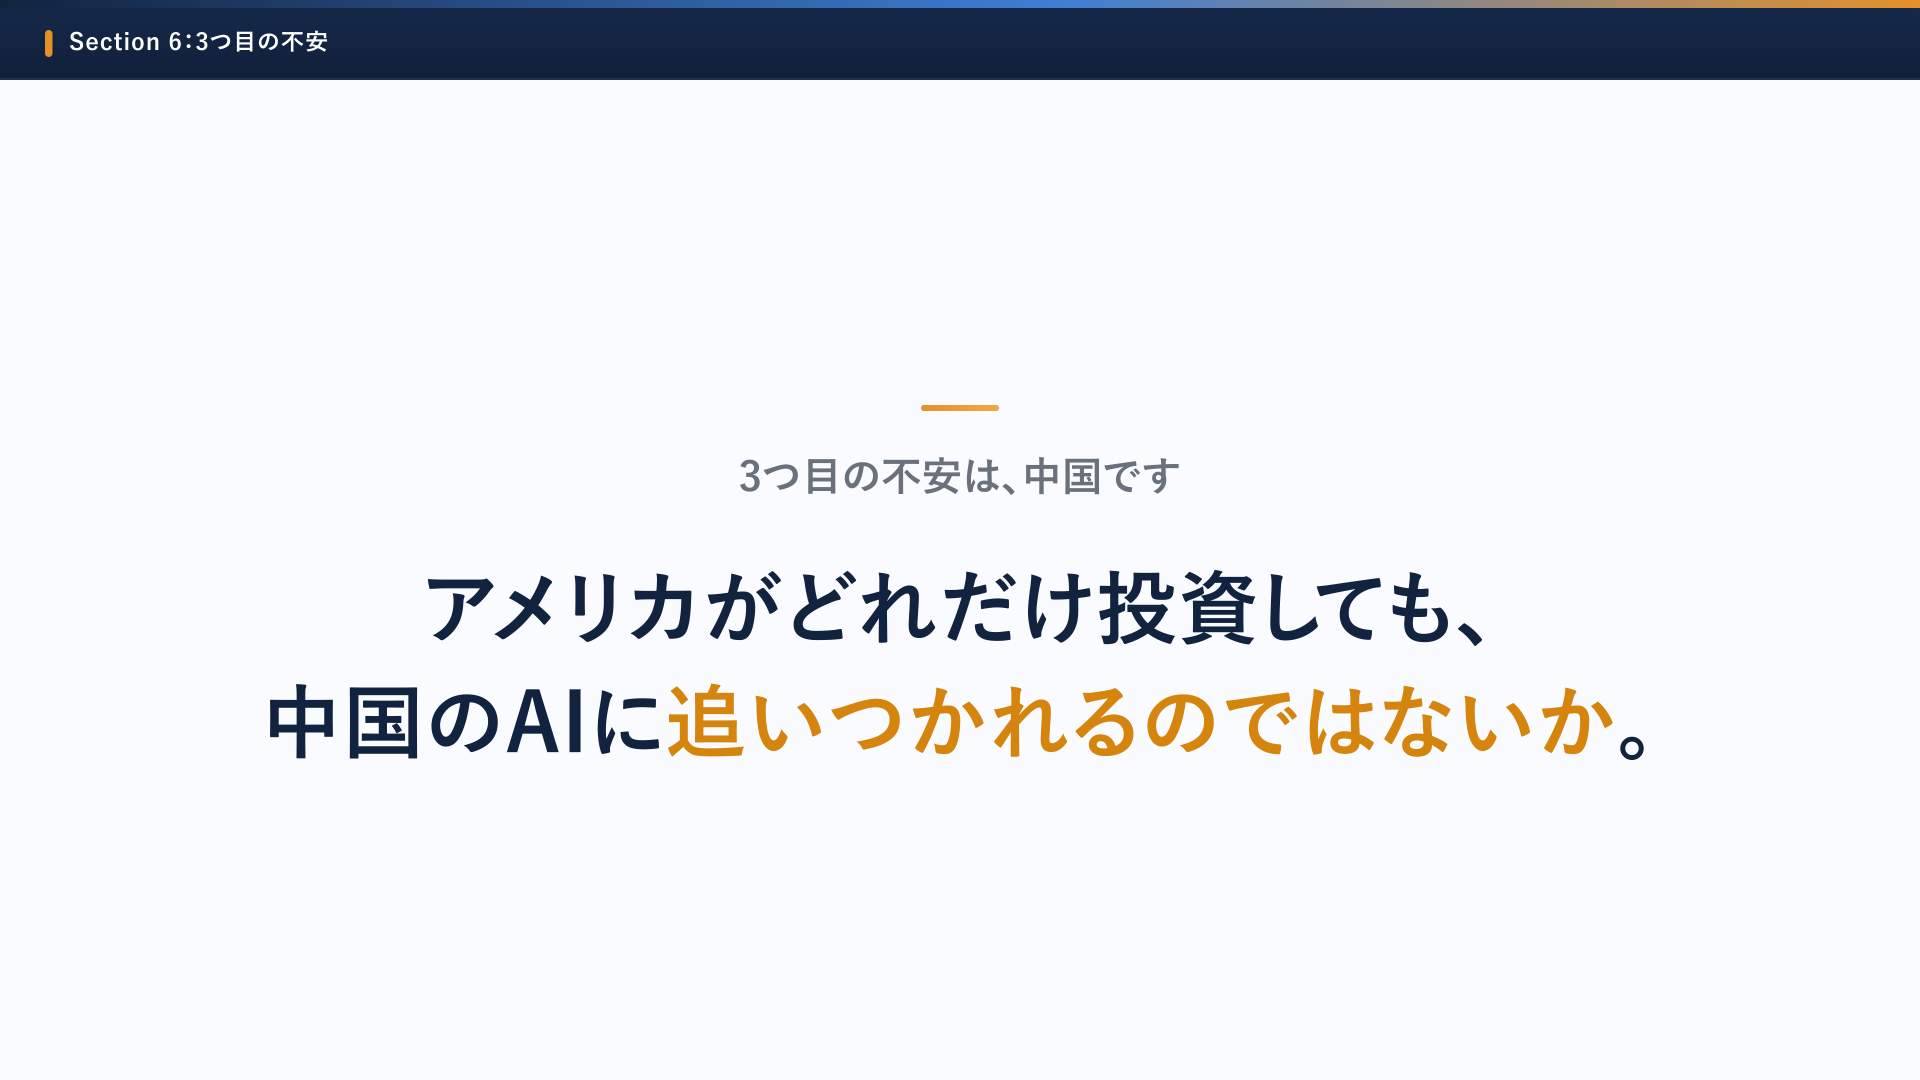 Section 6：3つ目の不安
3つ目の不安は、中国です
アメリカがどれだけ投資しても、
中国のAIに追いつかれるのではないか。